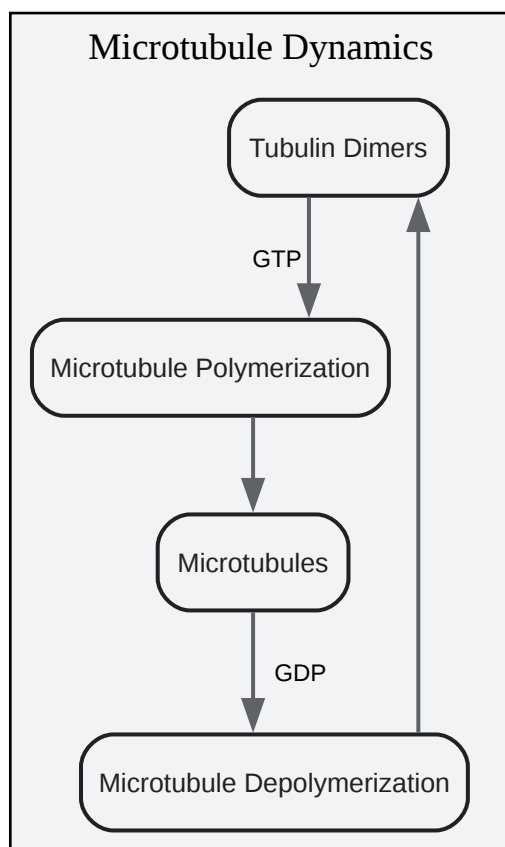 Microtubule Dynamics
Tubulin Dimers
GTP
Microtubule Polymerization
Microtubules
GDP
Microtubule Depolymerization